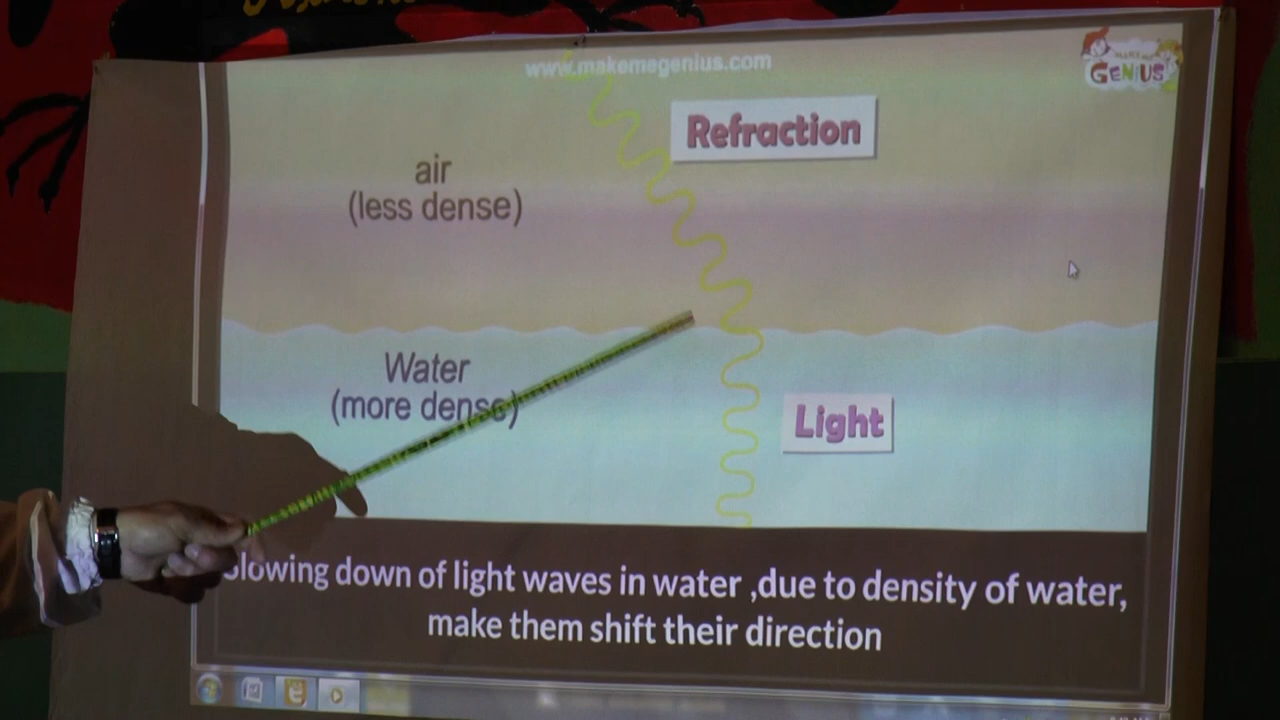 www.makemegenius.com
GENIUS
Refraction
air
(less dense)
Water
(more dense)
Light
Slowing down of light waves in water ,due to density of water,
make them shift their direction